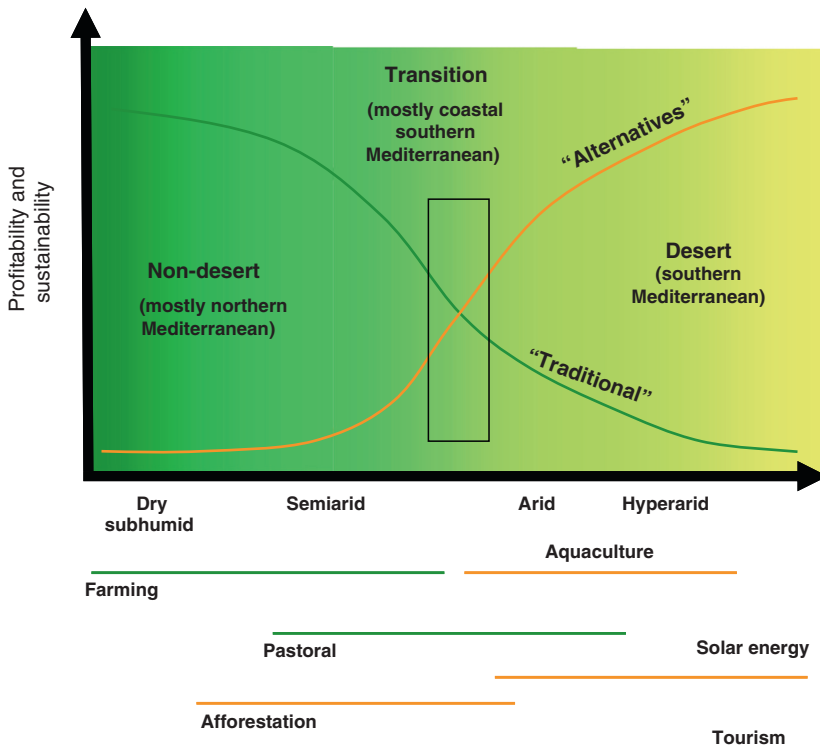 Profitability and
sustainability
Transition
(mostly coastal
southern
Mediterranean)
“Alternatives”
Non-desert
(mostly northern
Mediterranean)
Desert
(southern
Mediterranean)
“Traditional”
Dry
subhumid
Semiarid
Arid
Hyperarid
Aquaculture
Farming
Pastoral
Solar energy
Afforestation
Tourism